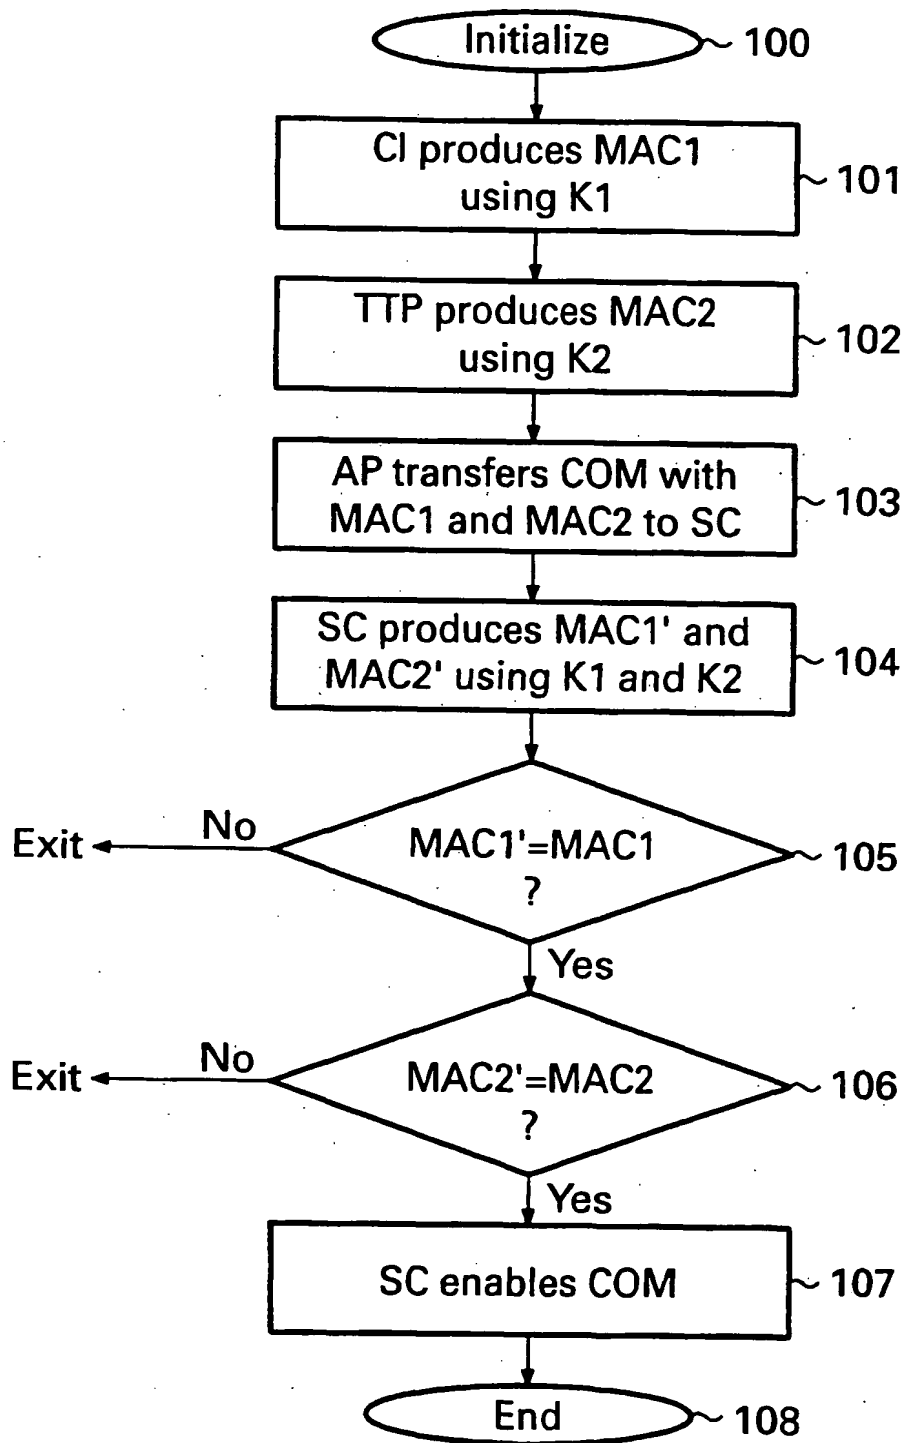 Initialize
100
CI produces MAC1
using K1
101
TTP produces MAC2
using K2
102
AP transfers COM with
MAC1 and MAC2 to SC
103
SC produces MAC1' and
MAC2' using K1 and K2
104
No
Exit
MAC1'=MAC1
?
105
Yes
No
Exit
MAC2'=MAC2
?
106
Yes
SC enables COM
107
End
108